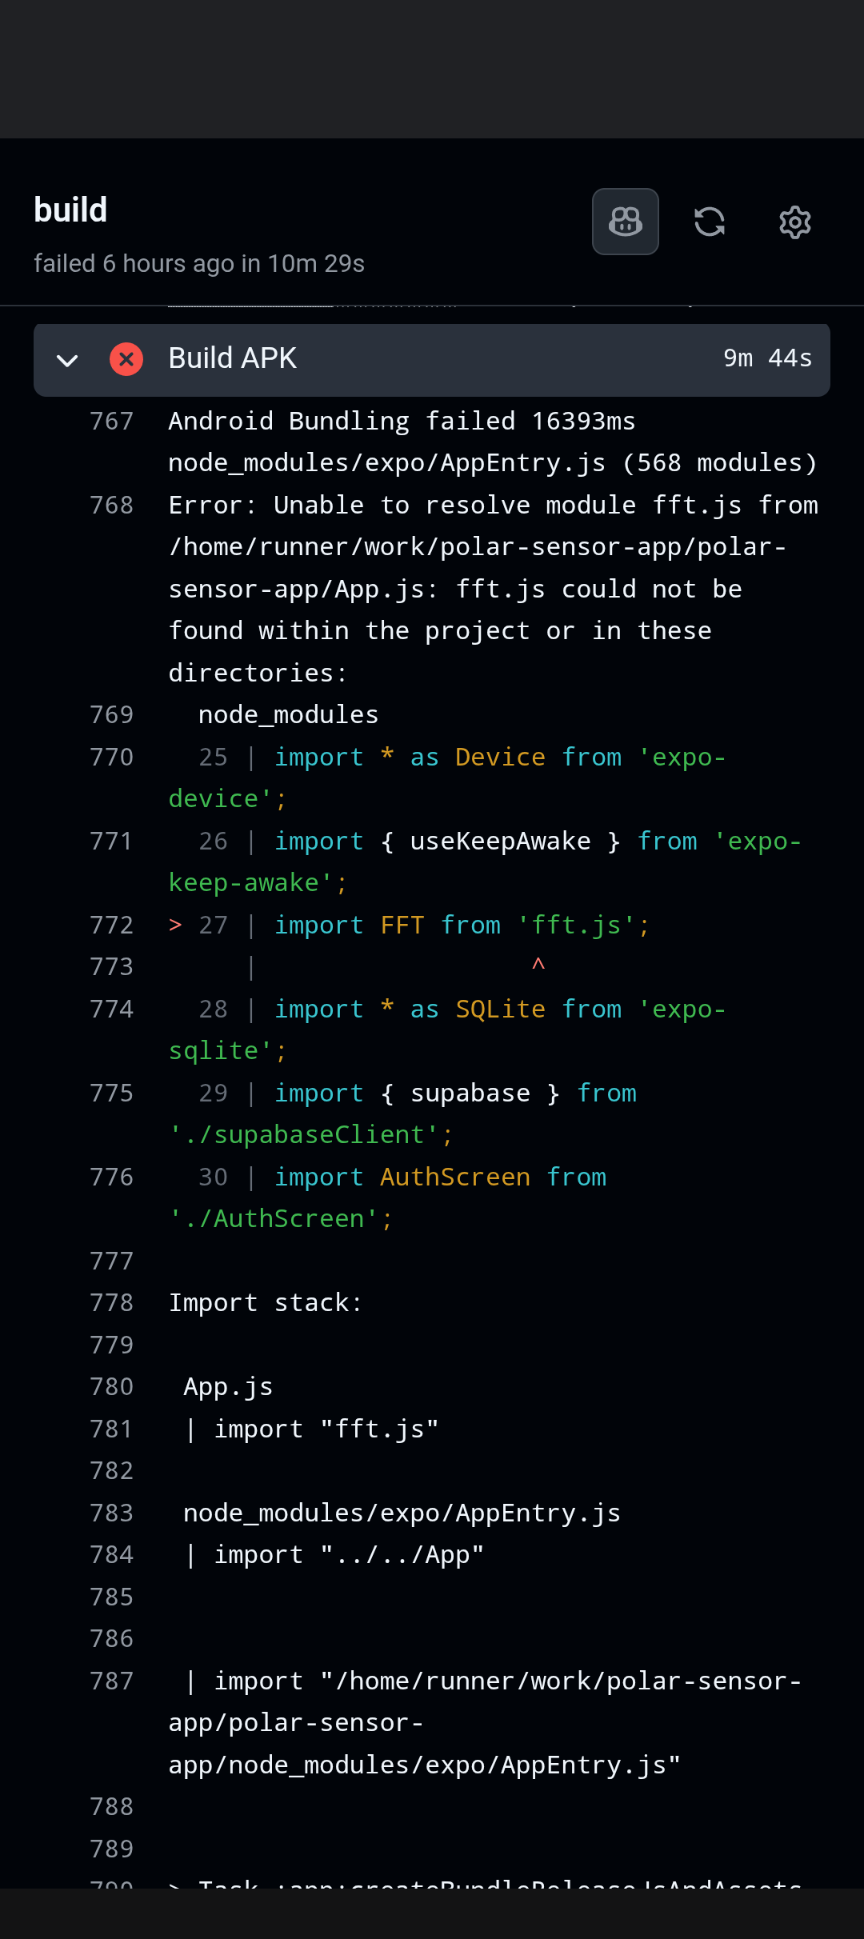 build
failed 6 hours ago in 10m 29s
Build APK 9m 44s
767 Android Bundling failed 16393ms
node_modules/expo/AppEntry.js (568 modules)
768 Error: Unable to resolve module fft.js from
/home/runner/work/polar-sensor-app/polar-
sensor-app/App.js: fft.js could not be
found within the project or in these
directories:
769   node_modules
770   25 | import * as Device from 'expo-
device';
771   26 | import { useKeepAwake } from 'expo-
keep-awake';
772 > 27 | import FFT from 'fft.js';
773      |                   ^
774   28 | import * as SQLite from 'expo-
sqlite';
775   29 | import { supabase } from
'./supabaseClient';
776   30 | import AuthScreen from
'./AuthScreen';
777
778 Import stack:
779
780  App.js
781  | import "fft.js"
782
783  node_modules/expo/AppEntry.js
784  | import "../../App"
785
786
787  | import "/home/runner/work/polar-sensor-
app/polar-sensor-
app/node_modules/expo/AppEntry.js"
788
789
790 > Task :app:createBundleReleaseJsAndAssets